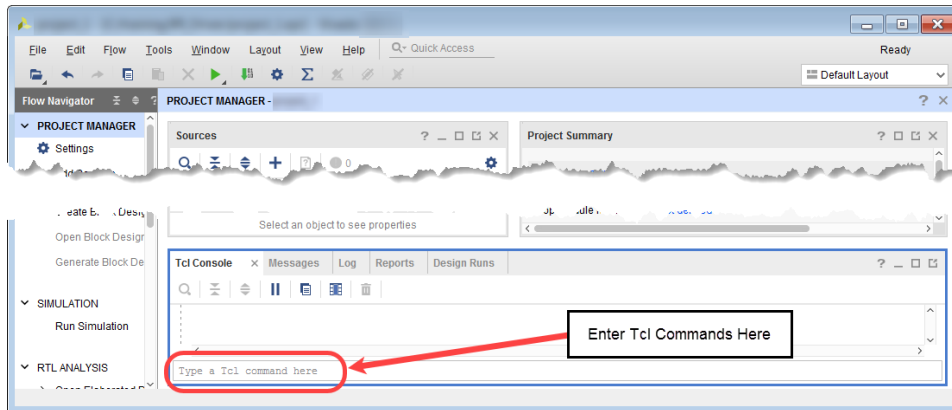 File Edit Flow Tools Window Layout View Help Quick Access Ready
Default Layout
Flow Navigator ? PROJECT MANAGER - ? ×
PROJECT MANAGER
Sources ? Project Summary ?
Settings
0
Select an object to see properties
Open Block Design
Generate Block De
Tcl Console × Messages Log Reports Design Runs ?
SIMULATION
Run Simulation
Enter Tcl Commands Here
RTL ANALYSIS
Type a Tcl command here